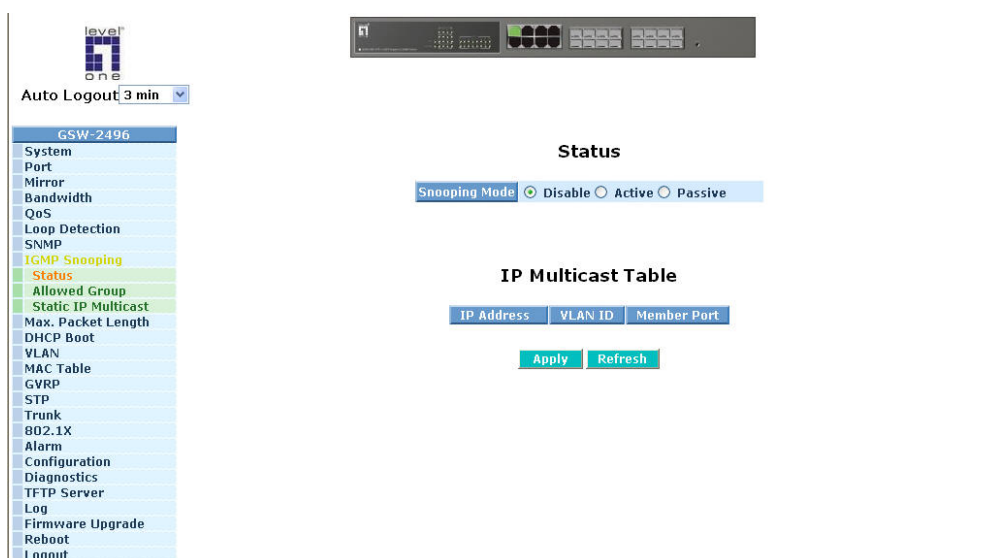 level
one
Auto Logout 3 min
GSW-2496
System
Port
Mirror
Bandwidth
QoS
Loop Detection
SNMP
IGMP Snooping
Status
Allowed Group
Static IP Multicast
Max. Packet Length
DHCP Boot
VLAN
MAC Table
GVRP
STP
Trunk
802.1X
Alarm
Configuration
Diagnostics
TFTP Server
Log
Firmware Upgrade
Reboot
Logout
Status
Snooping Mode Disable Active Passive
IP Multicast Table
IP Address VLAN ID Member Port
Apply Refresh